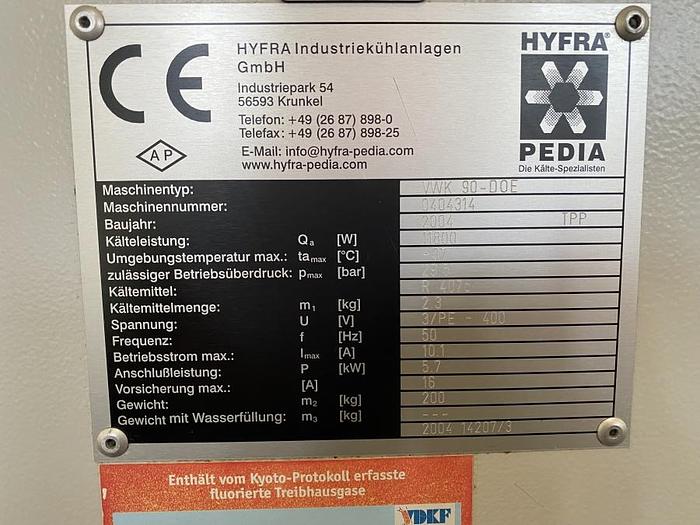 CE
HYFRA Industriekühlanlagen
GmbH
Industriepark 54
56593 Krunkel
Telefon: +49 (26 87) 898-0
Telefax: +49 (26 87) 898-25
E-Mail: info@hyfra-pedia.com
www.hyfra-pedia.com
AP
HYFRA®
PEDIA
Die Kälte-Spezialisten
Maschinentyp: VWK 90-DOE
Maschinennummer: 0404314
Baujahr: 2004 TPP
Kälteleistung: Qa [W] 11800
Umgebungstemperatur max.: tamax [°C]
zulässiger Betriebsüberdruck: pmax [bar]
Kältemittel: R
Kältemittelmenge: m1 [kg] 2.3
Spannung: U [V] 3/PE - 400
Frequenz: f [Hz] 50
Betriebsstrom max.: Imax [A] 10.1
Anschlußleistung: P [kW] 5.7
Vorsicherung max.: [A] 16
Gewicht: m2 [kg] 200
Gewicht mit Wasserfüllung: m3 [kg] ---
2004 14207/3
Enthält vom Kyoto-Protokoll erfasste
fluorierte Treibhausgase
VDKF